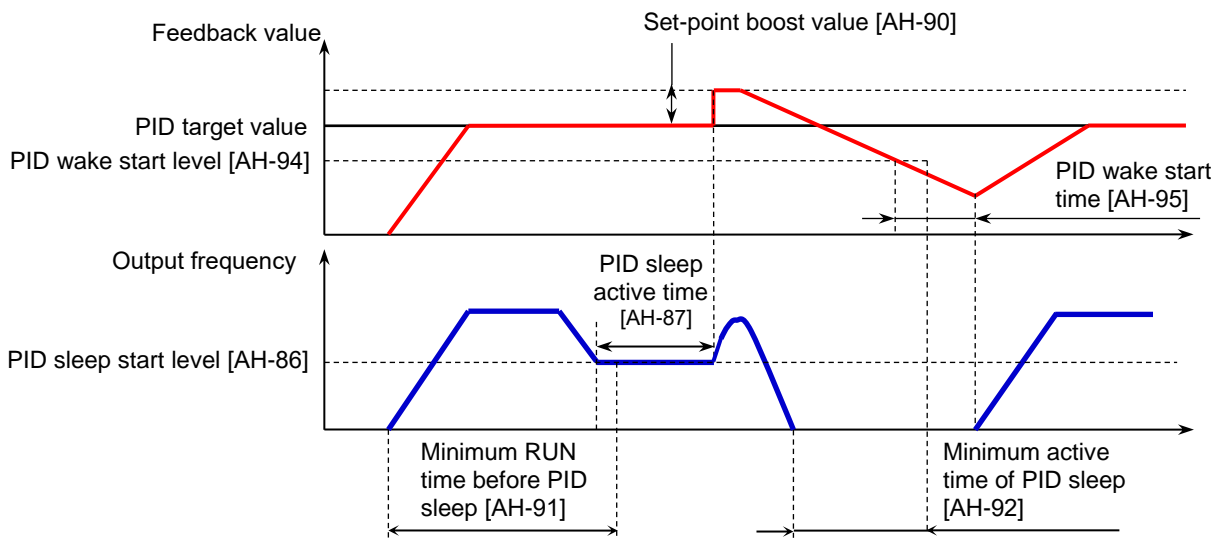 Set-point boost value [AH-90]
Feedback value
PID target value
PID wake start level [AH-94]
PID wake start
time [AH-95]
Output frequency
PID sleep
active time
[AH-87]
PID sleep start level [AH-86]
Minimum RUN
time before PID
sleep [AH-91]
Minimum active
time of PID sleep
[AH-92]